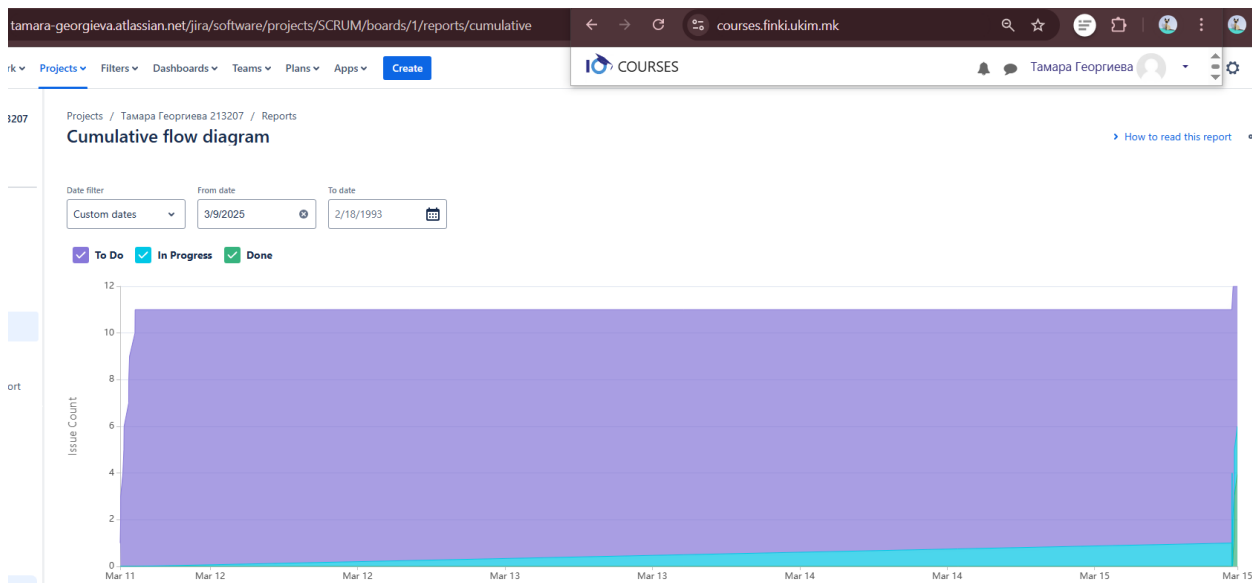 tamara-georgieva.atlassian.net/jira/software/projects/SCRUM/boards/1/reports/cumulative
courses.finki.ukim.mk
rk Projects Filters Dashboards Teams Plans Apps Create
COURSES
Тамара Георгиева
3207
Projects / Тамара Георгиева 213207 / Reports
Cumulative flow diagram
How to read this report
Date filter From date To date
Custom dates 3/9/2025 2/18/1993
To Do In Progress Done
12
10
8
6
4
2
0
Issue Count
ort
Mar 11 Mar 12 Mar 12 Mar 13 Mar 13 Mar 14 Mar 14 Mar 15 Mar 15